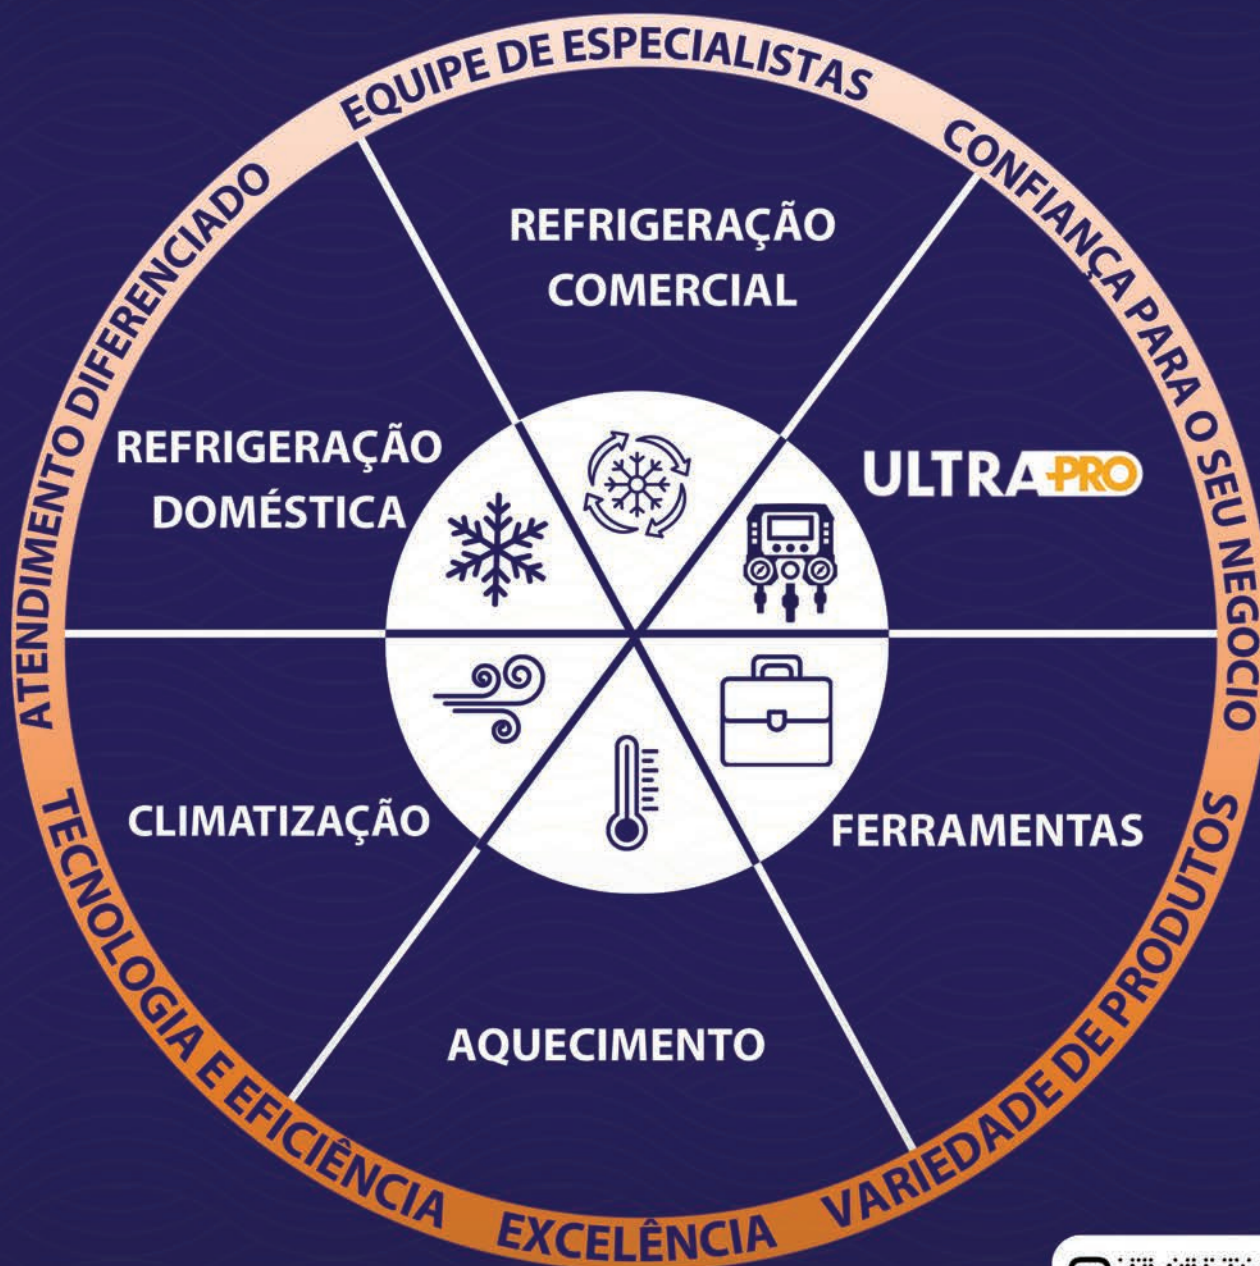 EQUIPE DE ESPECIALISTAS
CONFIANÇA PARA O SEU NEGOCIO
VARIEDADE DE PRODUTOS
EXCELÊNCIA
TECNOLOGIA E EFICIÊNCIA
ATENDIMENTO DIFERENCIADO
REFRIGERAÇÃO
COMERCIAL
ULTRA PRO
FERRAMENTAS
AQUECIMENTO
CLIMATIZAÇÃO
REFRIGERAÇÃO
DOMÉSTICA